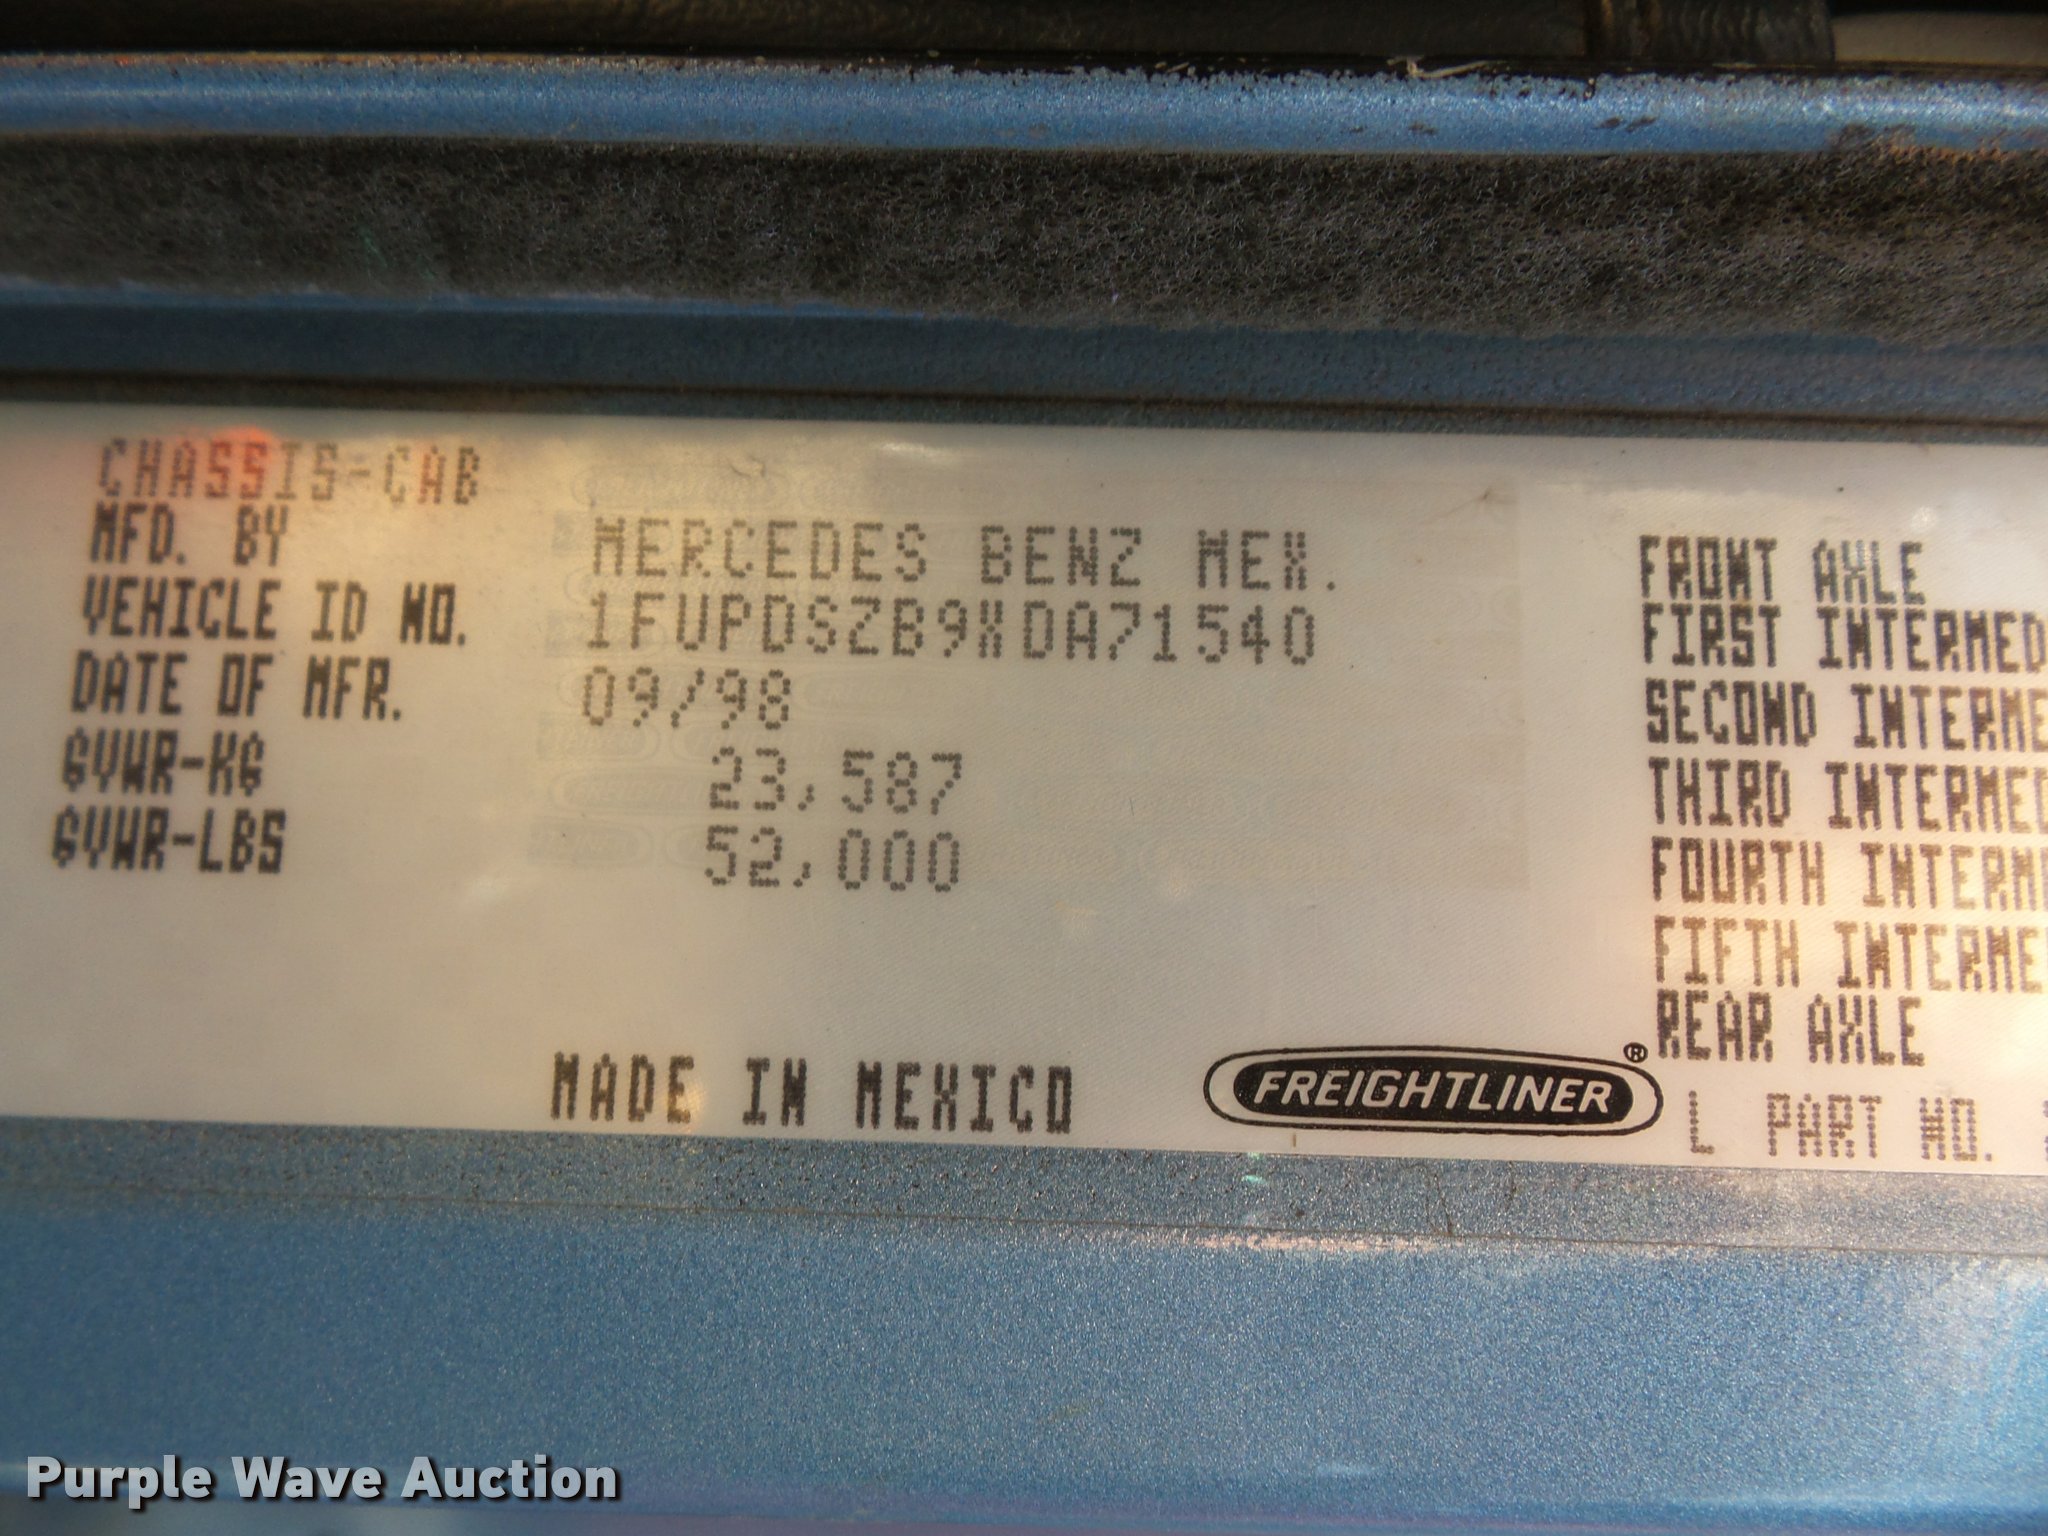 CHASSIS-CAB
MFD. BY MERCEDES BENZ MEX.
VEHICLE ID NO. 1FUPDSZB9XDA71540
DATE OF MFR. 09/98
GVWR-KG 23,587
GVWR-LBS 52,000
MADE IN MEXICO
FREIGHTLINER®
FRONT AXLE
FIRST INTERMED
SECOND INTERME
THIRD INTERMED
FOURTH INTERM
FIFTH INTERME
REAR AXLE
L PART NO.
Purple Wave Auction